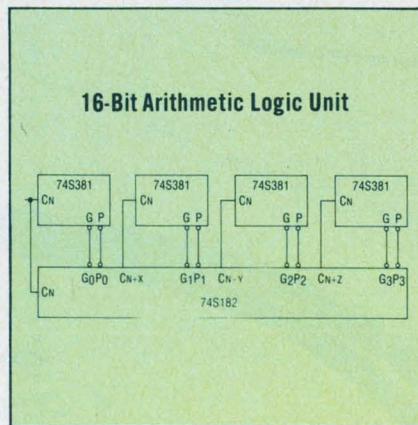 16-Bit Arithmetic Logic Unit
74S381 74S381 74S381 74S381
CN CN CN CN
G P G P G P G P
CN G0P0 CN+X G1P1 CN-Y G2P2 CN+Z G3P3
74S182